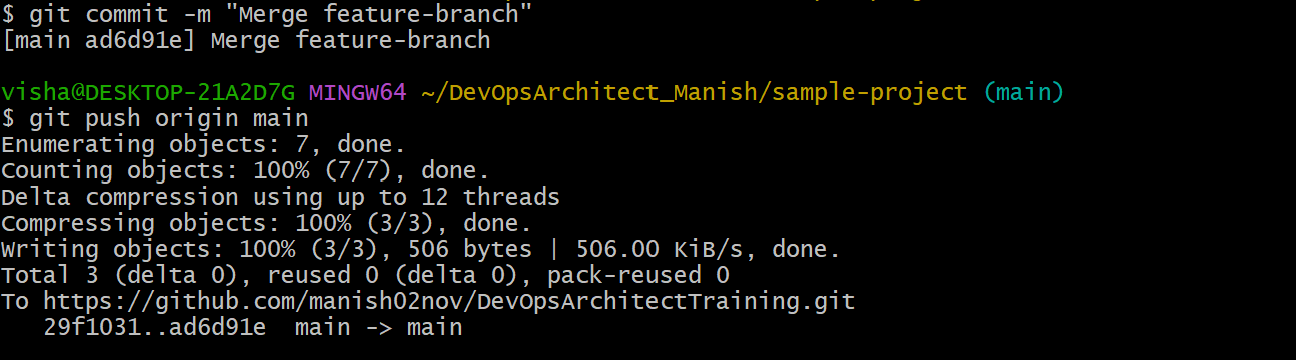 $ git commit -m "Merge feature-branch"
[main ad6d91e] Merge feature-branch
visha@DESKTOP-21A2D7G MINGW64 ~/DevOpsArchitect_Manish/sample-project (main)
$ git push origin main
Enumerating objects: 7, done.
Counting objects: 100% (7/7), done.
Delta compression using up to 12 threads
Compressing objects: 100% (3/3), done.
Writing objects: 100% (3/3), 506 bytes | 506.00 KiB/s, done.
Total 3 (delta 0), reused 0 (delta 0), pack-reused 0
To https://github.com/manish02nov/DevOpsArchitectTraining.git
   29f1031..ad6d91e  main -> main